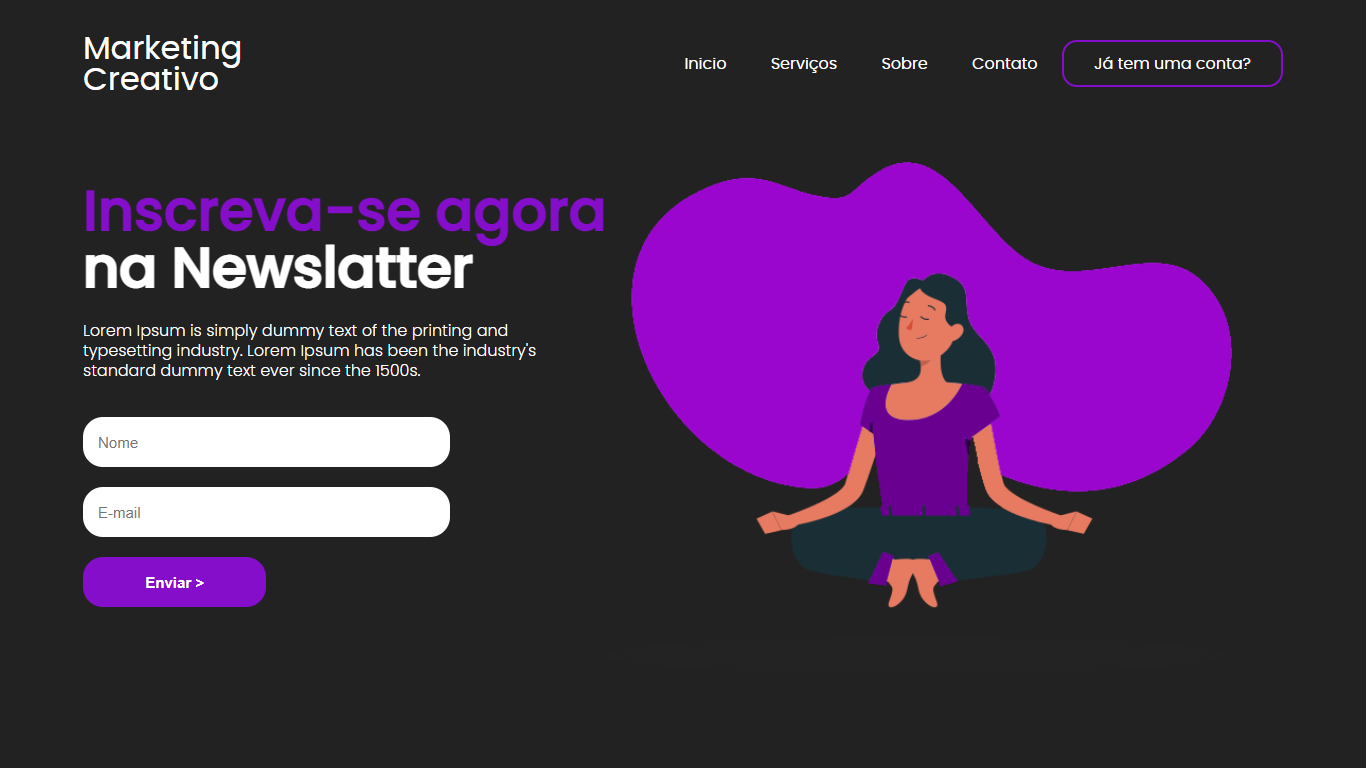 Marketing
Creativo
Inicio
Serviços
Sobre
Contato
Já tem uma conta?
Inscreva-se agora
na Newslatter
Lorem Ipsum is simply dummy text of the printing and
typesetting industry. Lorem Ipsum has been the industry's
standard dummy text ever since the 1500s.
Nome
E-mail
Enviar >